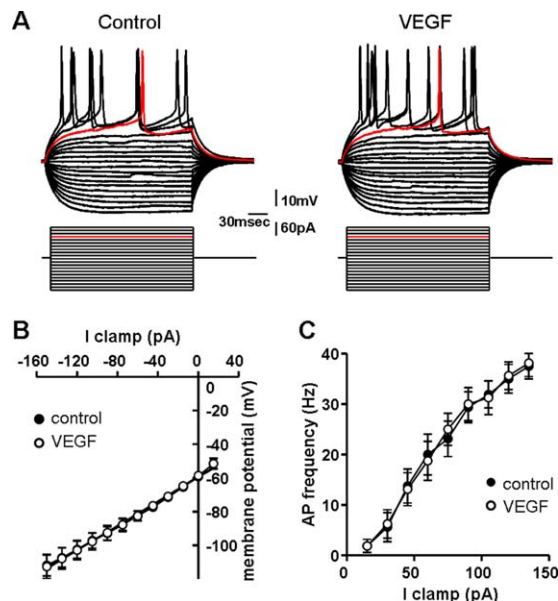 A
Control
VEGF
10mV
30msec
60pA
B
I clamp (pA)
-150 -120 -80 -40 0 40
0
-20
-40
-60
-80
-100
membrane potential (mV)
control
VEGF
C
AP frequency (Hz)
40
30
20
10
0
0 50 100 150
I clamp (pA)
control
VEGF